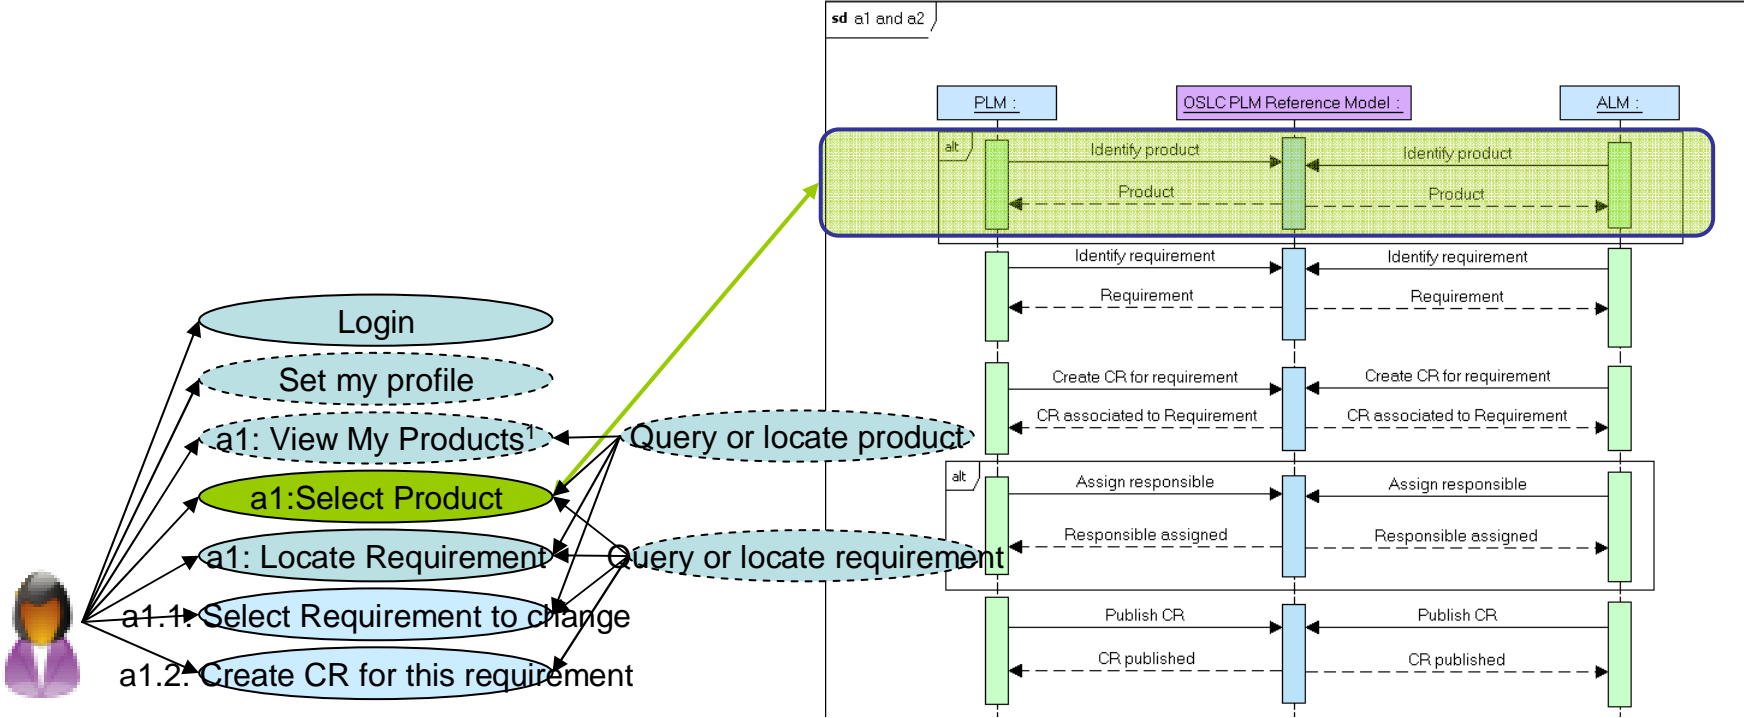 sd a1 and a2
PLM :
OSLC PLM Reference Model :
ALM :
alt
Identify product
Identify product
Product
Product
Identify requirement
Identify requirement
Requirement
Requirement
Create CR for requirement
Create CR for requirement
CR associated to Requirement
CR associated to Requirement
alt
Assign responsible
Assign responsible
Responsible assigned
Responsible assigned
Publish CR
Publish CR
CR published
CR published
Login
Set my profile
a1: View My Products1
a1:Select Product
a1: Locate Requirement
a1.1: Select Requirement to change
a1.2: Create CR for this requirement
Query or locate product
Query or locate requirement